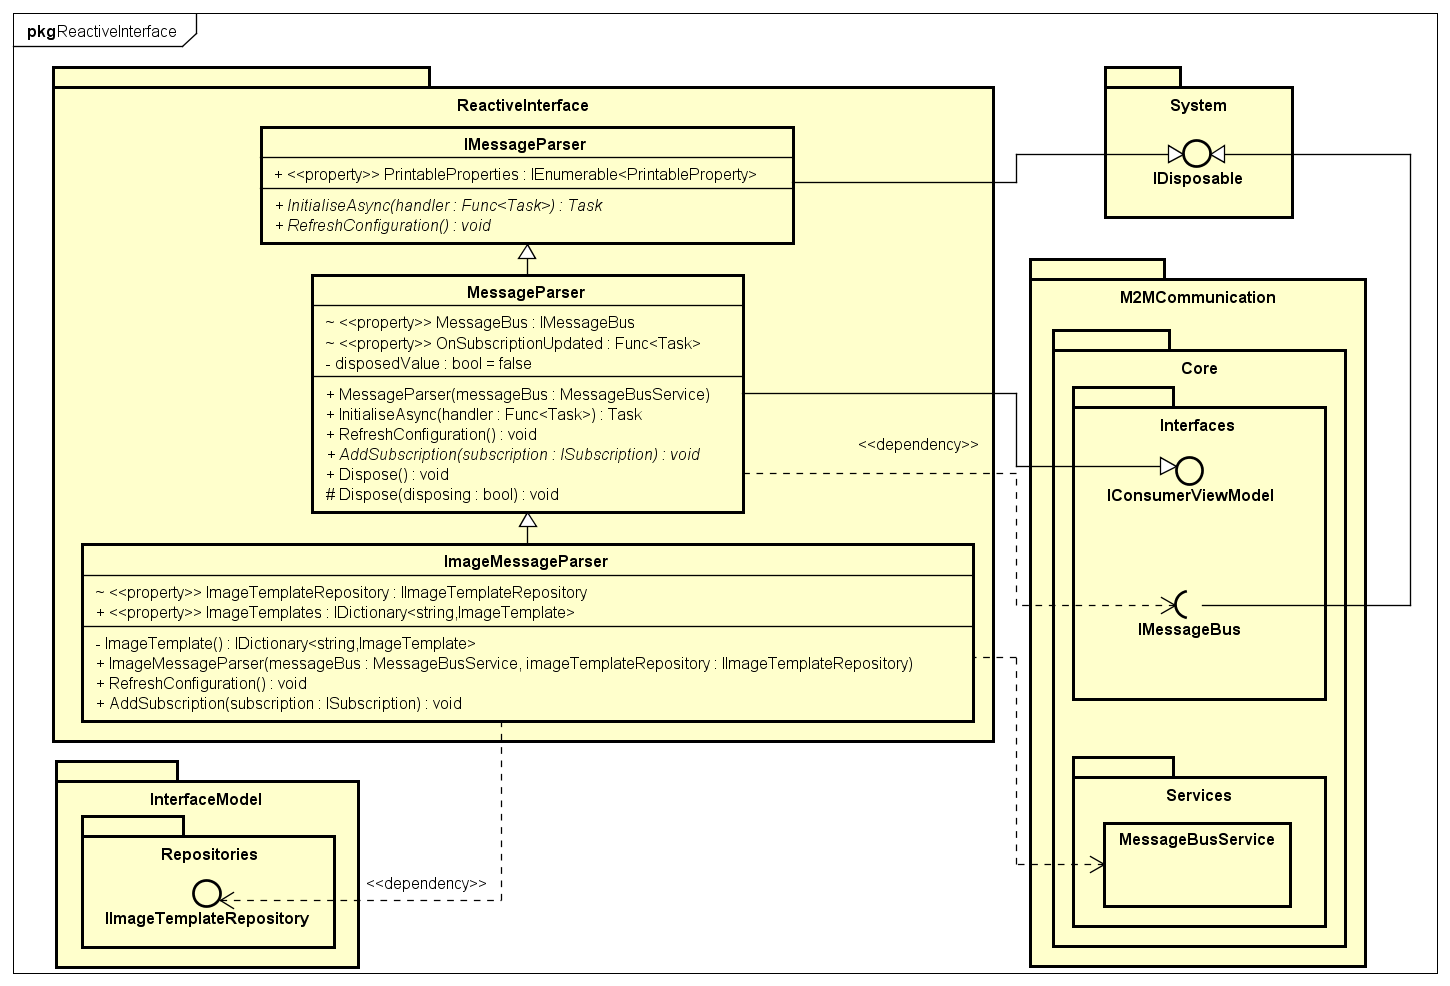 pkgReactiveInterface
ReactiveInterface
IMessageParser
+ <<property>> PrintableProperties : IEnumerable<PrintableProperty>
+ InitialiseAsync(handler : Func<Task>) : Task
+ RefreshConfiguration() : void
MessageParser
~ <<property>> MessageBus : IMessageBus
~ <<property>> OnSubscriptionUpdated : Func<Task>
- disposedValue : bool = false
+ MessageParser(messageBus : MessageBusService)
+ InitialiseAsync(handler : Func<Task>) : Task
+ RefreshConfiguration() : void
+ AddSubscription(subscription : ISubscription) : void
+ Dispose() : void
# Dispose(disposing : bool) : void
<<dependency>>
ImageMessageParser
~ <<property>> ImageTemplateRepository : IImageTemplateRepository
+ <<property>> ImageTemplates : IDictionary<string,ImageTemplate>
- ImageTemplate() : IDictionary<string,ImageTemplate>
+ ImageMessageParser(messageBus : MessageBusService, imageTemplateRepository : IImageTemplateRepository)
+ RefreshConfiguration() : void
+ AddSubscription(subscription : ISubscription) : void
System
IDisposable
M2MCommunication
Core
Interfaces
IConsumerViewModel
IMessageBus
Services
MessageBusService
InterfaceModel
Repositories
IImageTemplateRepository
<<dependency>>